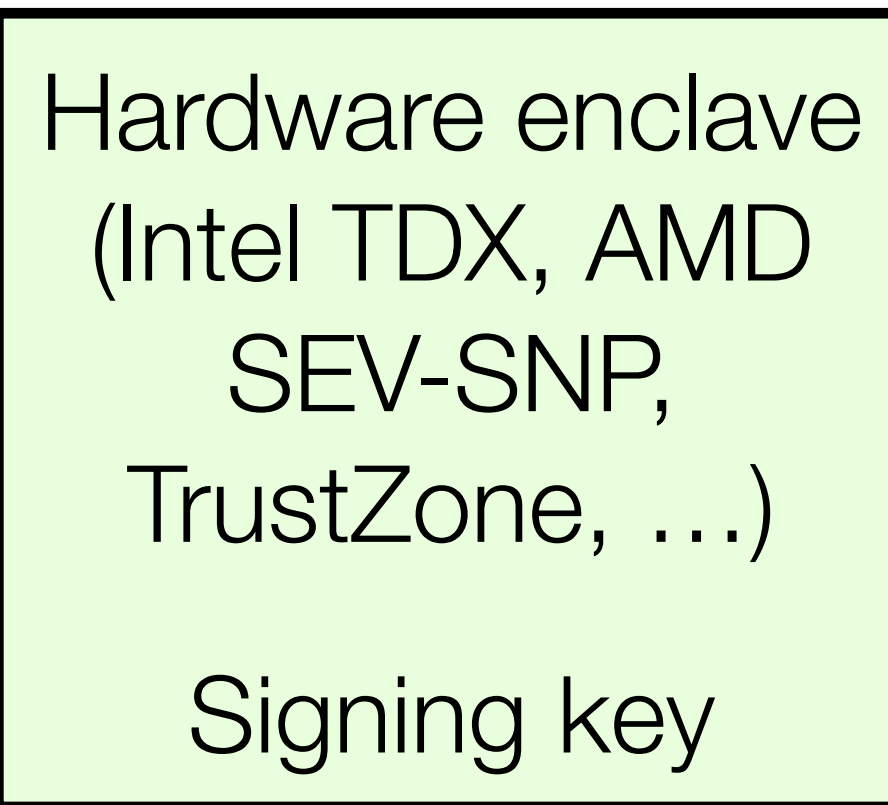 Hardware enclave
(Intel TDX, AMD
SEV-SNP,
TrustZone, …)
Signing key